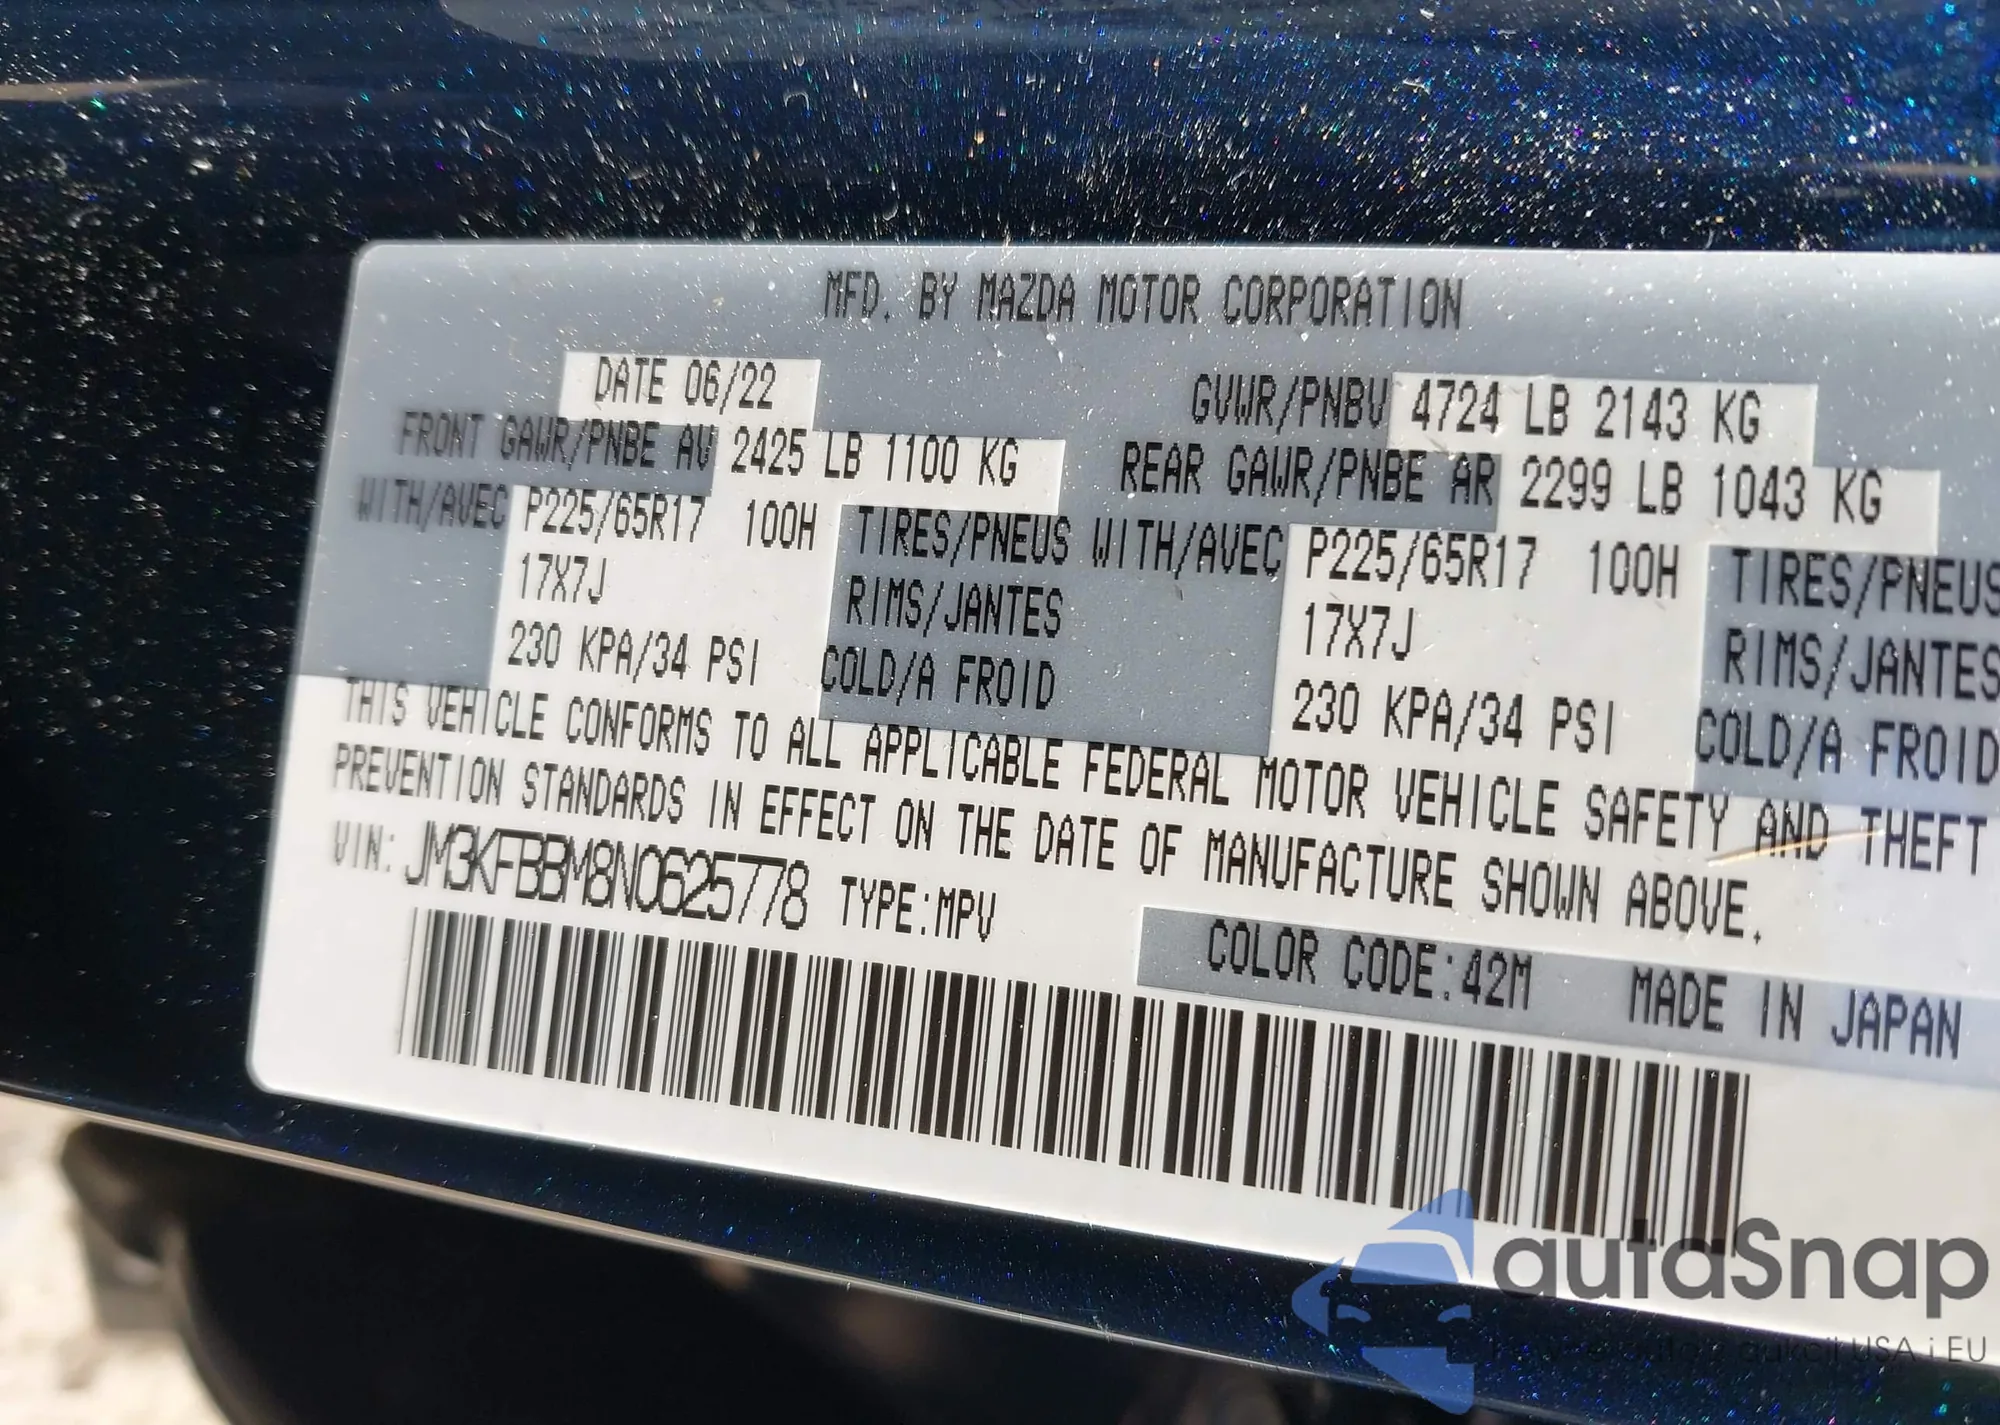 MFD. BY MAZDA MOTOR CORPORATION
DATE 06/22 GVWR/PNBV 4724 LB 2143 KG
FRONT GAWR/PNBE AV 2425 LB 1100 KG REAR GAWR/PNBE AR 2299 LB 1043 KG
WITH/AVEC P225/65R17 100H TIRES/PNEUS WITH/AVEC P225/65R17 100H TIRES/PNEUS
17X7J RIMS/JANTES 17X7J RIMS/JANTES
230 KPA/34 PSI COLD/A FROID 230 KPA/34 PSI COLD/A FROID
THIS VEHICLE CONFORMS TO ALL APPLICABLE FEDERAL MOTOR VEHICLE SAFETY AND THEFT
PREVENTION STANDARDS IN EFFECT ON THE DATE OF MANUFACTURE SHOWN ABOVE.
VIN: JM3KFBBM8N0625778 TYPE:MPV
COLOR CODE:42M MADE IN JAPAN
autaSnap
aukcji USA i EU